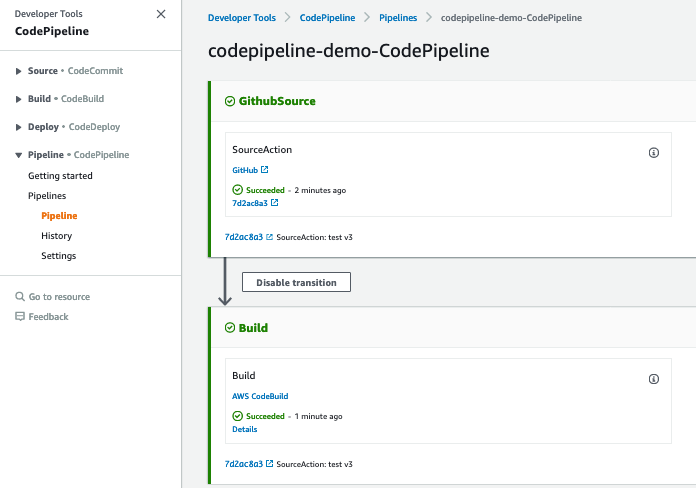 Developer Tools
CodePipeline
Source • CodeCommit
Build • CodeBuild
Deploy • CodeDeploy
Pipeline • CodePipeline
Getting started
Pipelines
Pipeline
History
Settings
Go to resource
Feedback
Developer Tools > CodePipeline > Pipelines > codepipeline-demo-CodePipeline
codepipeline-demo-CodePipeline
GithubSource
SourceAction
GitHub
Succeeded - 2 minutes ago
7d2ac8a3
7d2ac8a3 SourceAction: test v3
Disable transition
Build
Build
AWS CodeBuild
Succeeded - 1 minute ago
Details
7d2ac8a3 SourceAction: test v3